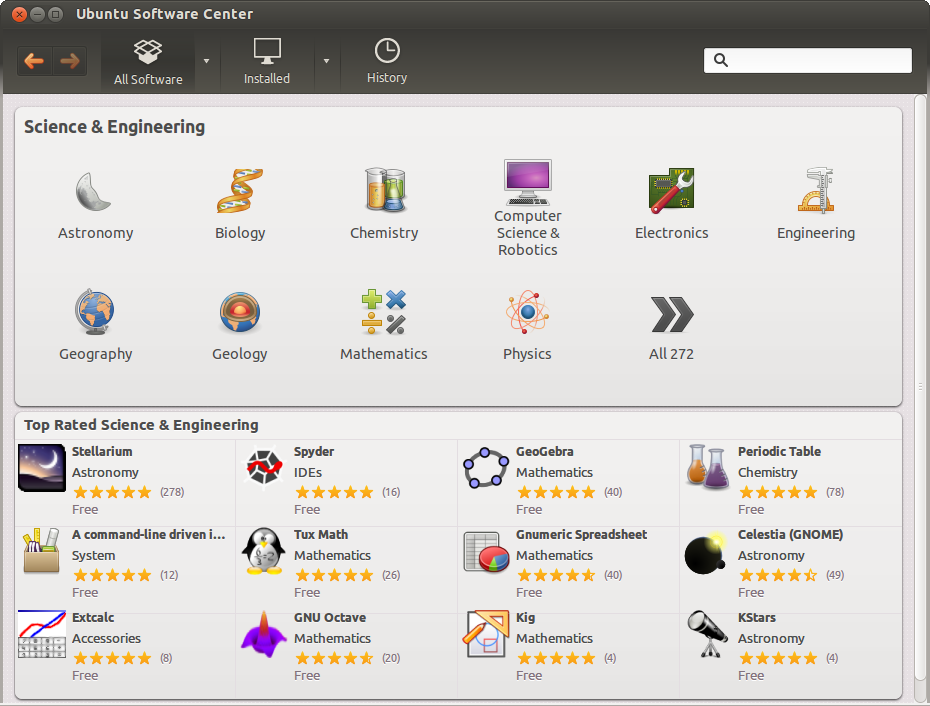 Ubuntu Software Center
All Software
Installed
History
Science & Engineering
Astronomy
Biology
Chemistry
Computer
Science &
Robotics
Electronics
Engineering
Geography
Geology
Mathematics
Physics
All 272
Top Rated Science & Engineering
Stellarium
Astronomy
(278)
Free
Spyder
IDEs
(16)
Free
GeoGebra
Mathematics
(40)
Free
Periodic Table
Chemistry
(78)
Free
A command-line driven i...
System
(12)
Free
Tux Math
Mathematics
(26)
Free
Gnumeric Spreadsheet
Mathematics
(40)
Free
Celestia (GNOME)
Astronomy
(49)
Free
Extcalc
Accessories
(8)
Free
GNU Octave
Mathematics
(20)
Free
Kig
Mathematics
(4)
Free
KStars
Astronomy
(4)
Free